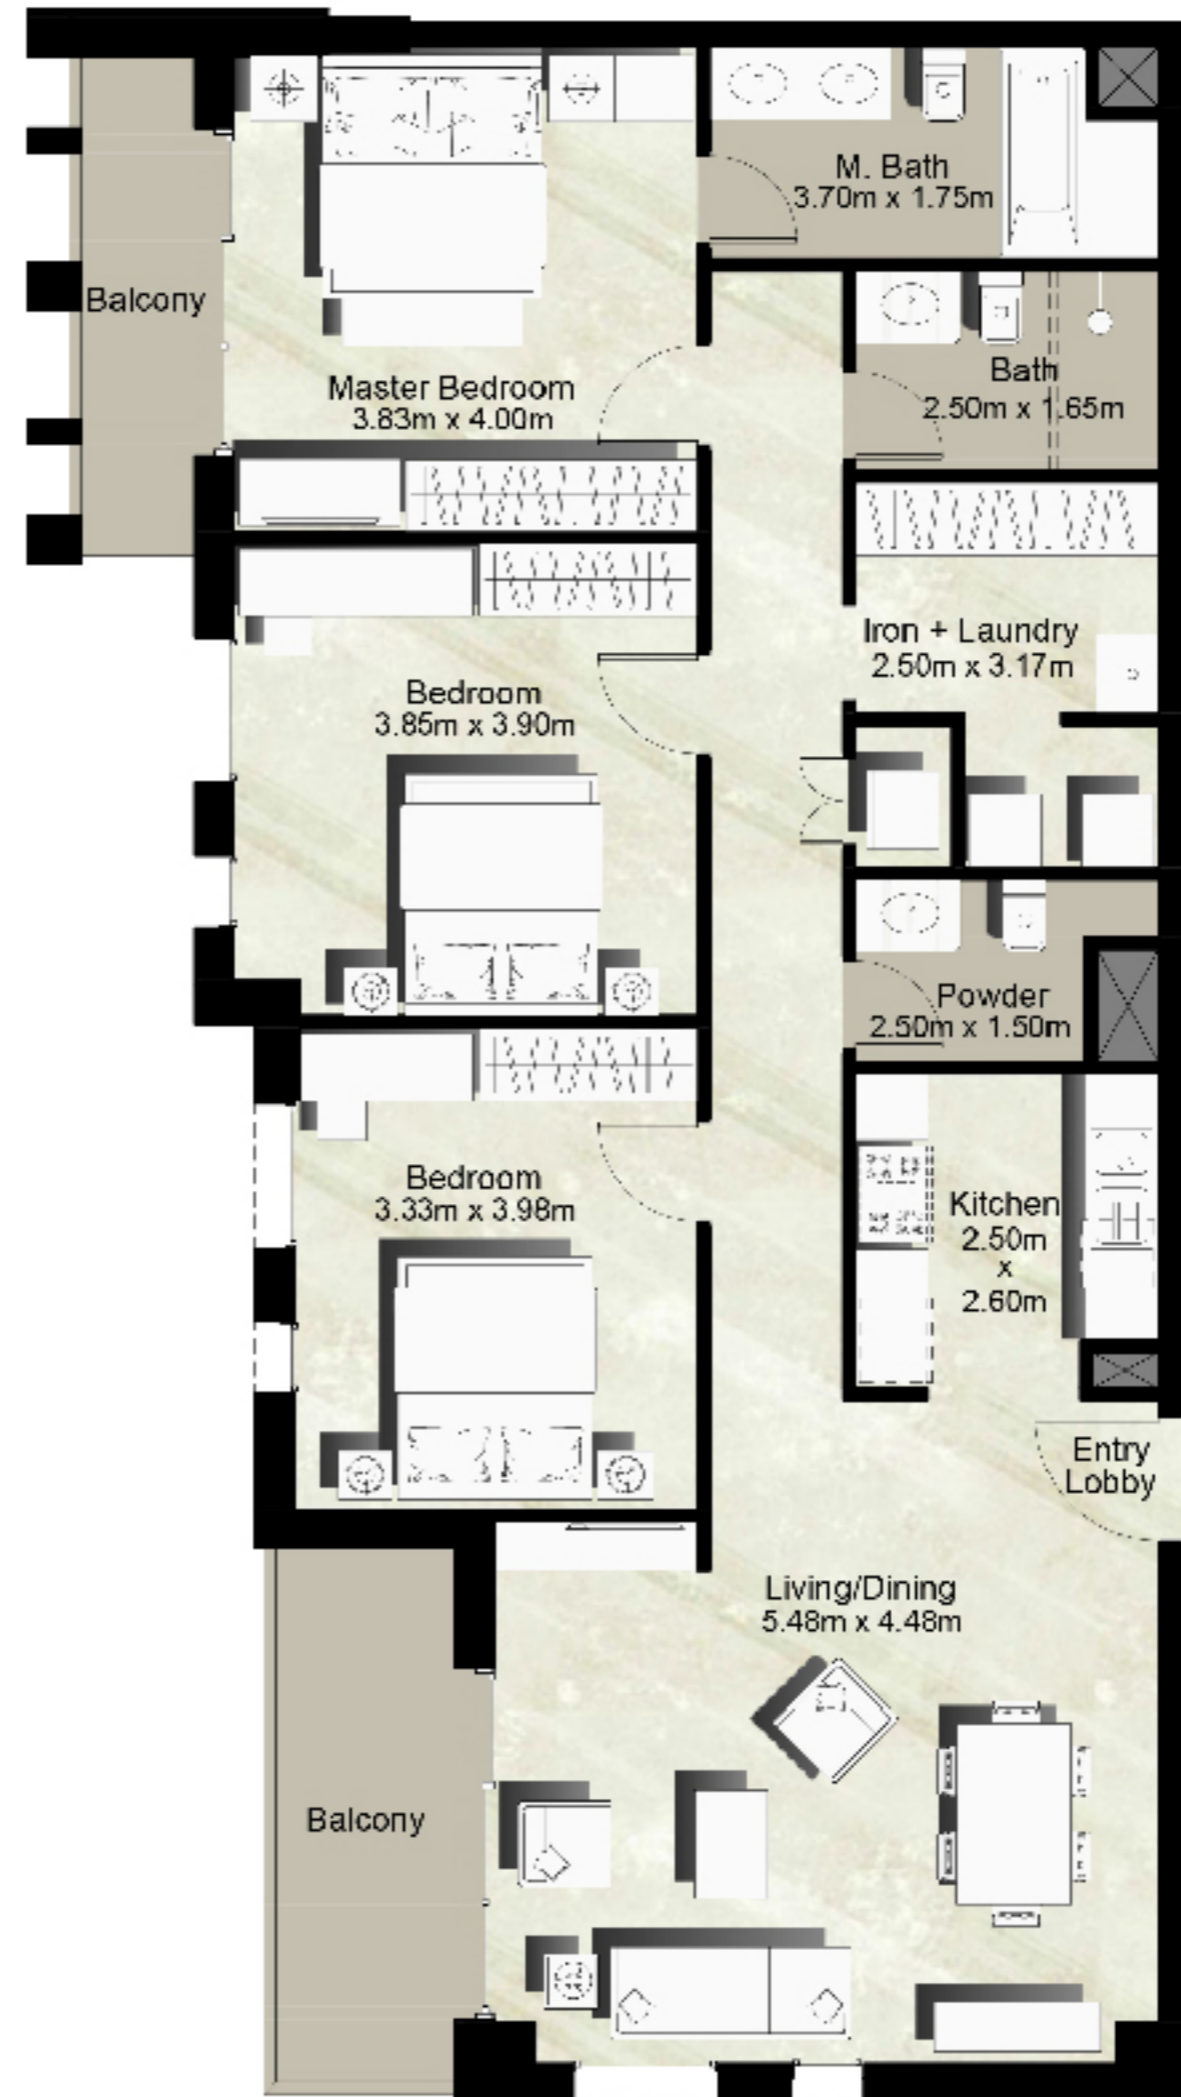 M. Bath
3.70m x 1.75m
Balcony
Master Bedroom
3.83m x 4.00m
Bath
2.50m x 1.65m
Iron + Laundry
2.50m x 3.17m
Bedroom
3.85m x 3.90m
Powder
2.50m x 1.50m
Bedroom
3.33m x 3.98m
Kitchen
2.50m
x
2.60m
Entry
Lobby
Living/Dining
5.48m x 4.48m
Balcony